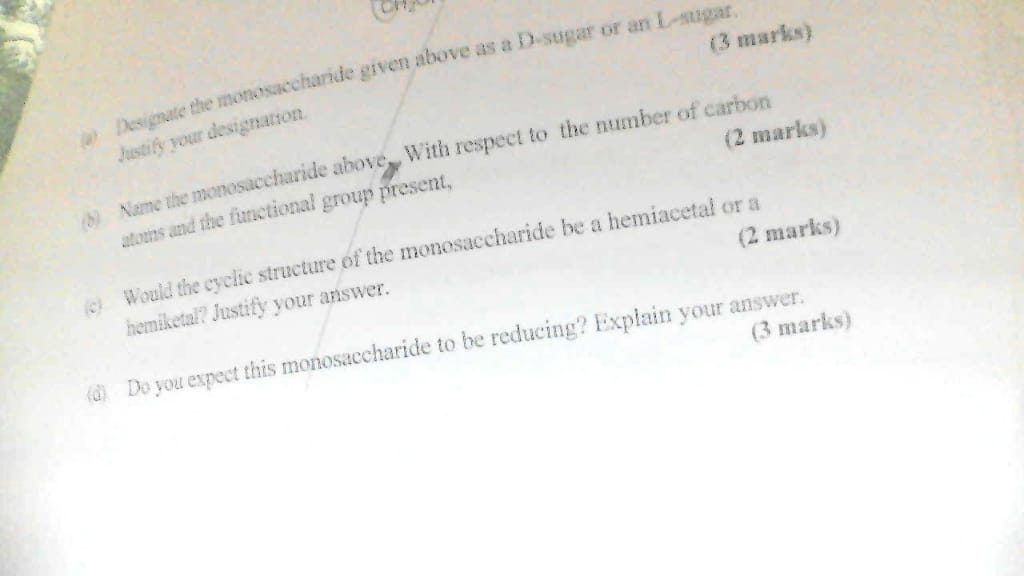 (a) Designate the monosaccharide given above as a D-sugar or an L-sugar.
Justify your designation.
(3 marks)
(b) Name the monosaccharide above, With respect to the number of carbon
atoms and the functional group present,
(2 marks)
(c) Would the cyclic structure of the monosaccharide be a hemiacetal or a
hemiketal? Justify your answer.
(2 marks)
(d) Do you expect this monosaccharide to be reducing? Explain your answer.
(3 marks)